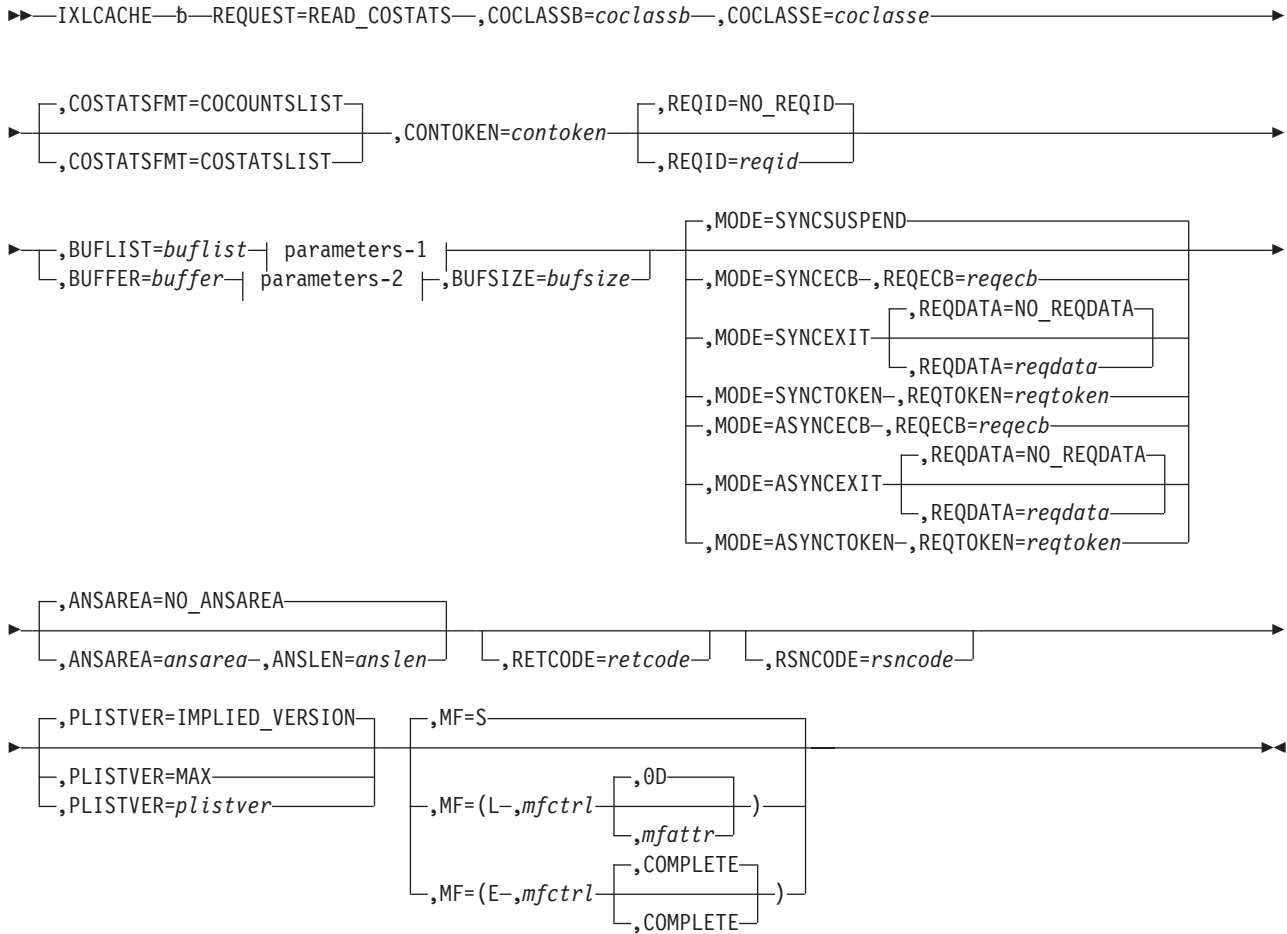 IXLCACHE ƀ REQUEST=READ_COSTATS ,COCLASSB=coclassb ,COCLASSE=coclasse
,COSTATSFMT=COCOUNTSLIST ,REQID=NO_REQID
,CONTOKEN=contoken
,COSTATSFMT=COSTATSLIST ,REQID=reqid
,MODE=SYNCSUSPEND
,BUFLIST=buflist parameters-1
,BUFFER=buffer parameters-2 ,BUFSIZE=bufsize ,MODE=SYNCECB ,REQECB=reqecb
,REQDATA=NO_REQDATA
,MODE=SYNCEXIT
,REQDATA=reqdata
,MODE=SYNCTOKEN ,REQTOKEN=reqtoken
,MODE=ASYNCECB ,REQECB=reqecb
,REQDATA=NO_REQDATA
,MODE=ASYNCEXIT
,REQDATA=reqdata
,MODE=ASYNCTOKEN ,REQTOKEN=reqtoken
,ANSAREA=NO_ANSAREA
,ANSAREA=ansarea ,ANSLEN=anslen ,RETCODE=retcode ,RSNCODE=rsncode
,PLISTVER=IMPLIED_VERSION ,MF=S
,PLISTVER=MAX ,0D
,PLISTVER=plistver ,MF=(L ,mfctrl )
,mfattr
,COMPLETE
,MF=(E ,mfctrl )
,COMPLETE